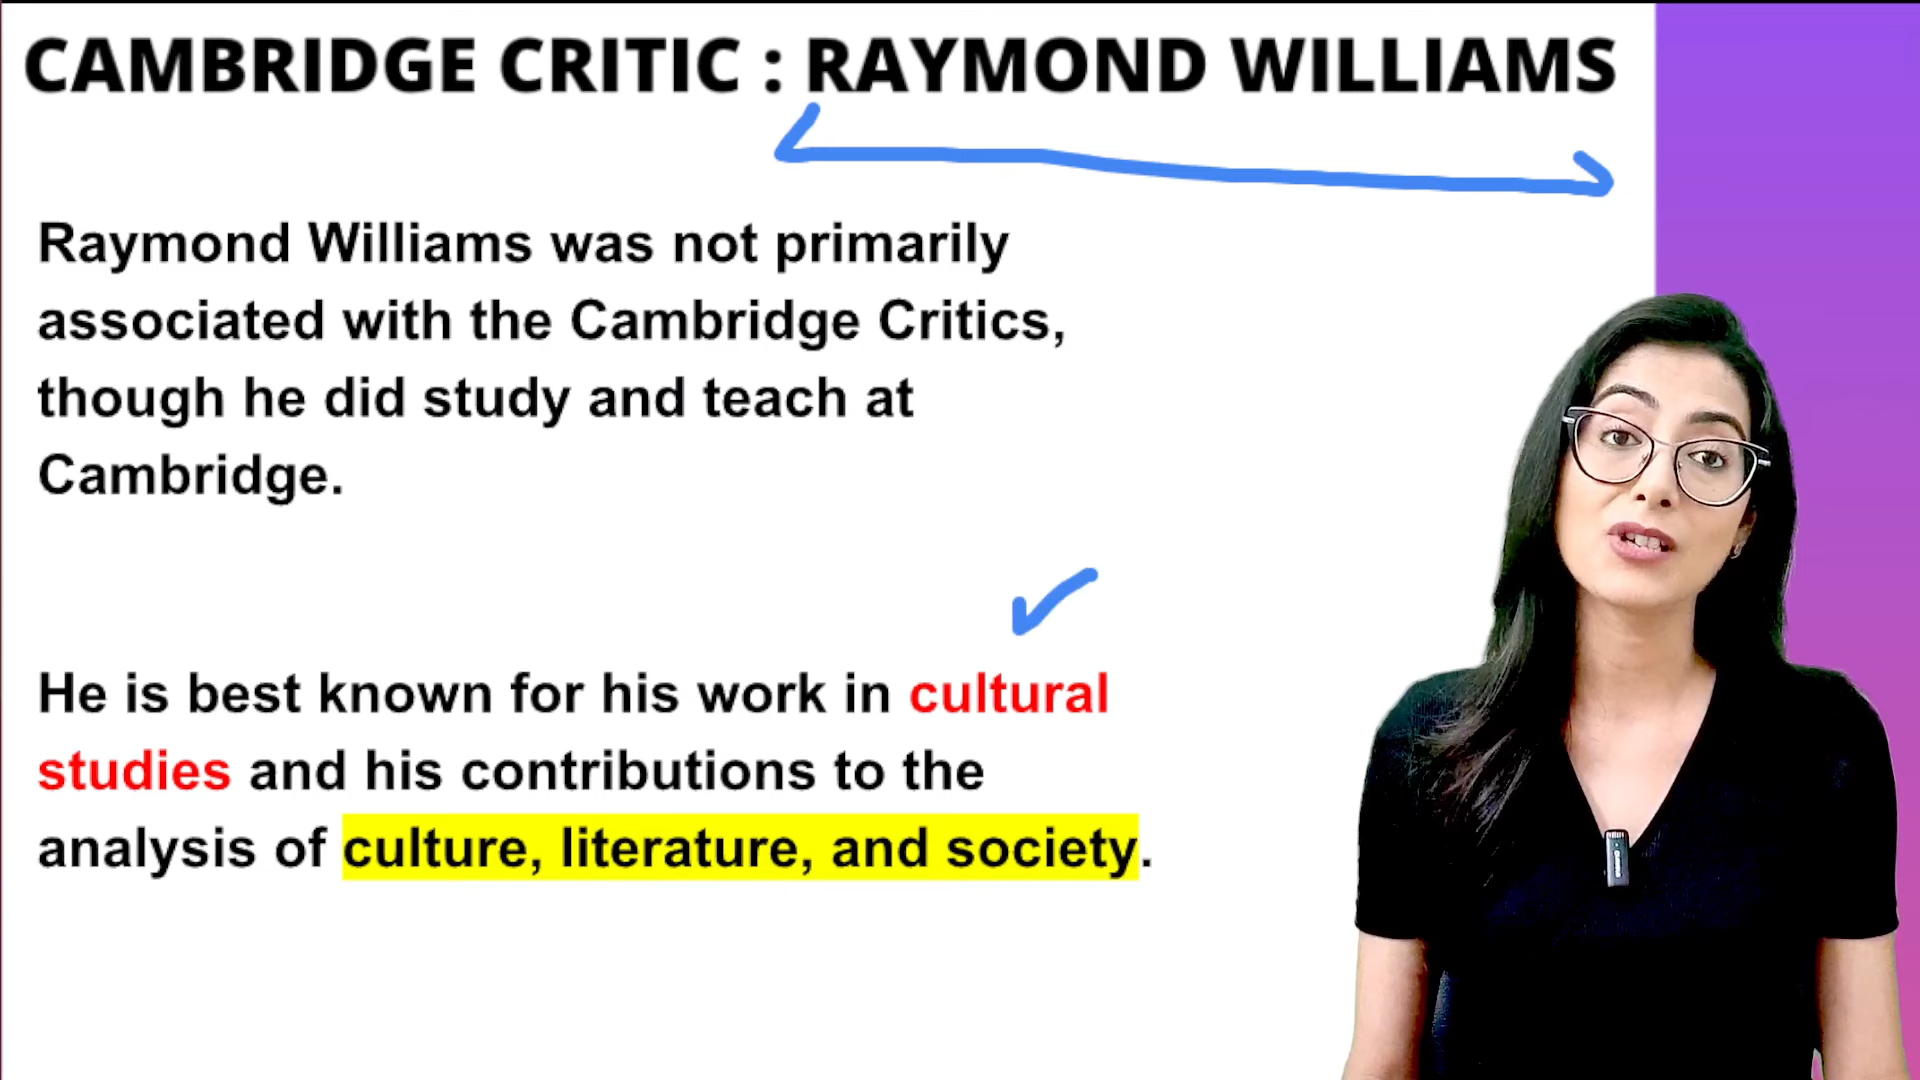 CAMBRIDGE CRITIC : RAYMOND WILLIAMS
Raymond Williams was not primarily
associated with the Cambridge Critics,
though he did study and teach at
Cambridge.
He is best known for his work in cultural
studies and his contributions to the
analysis of culture, literature, and society.